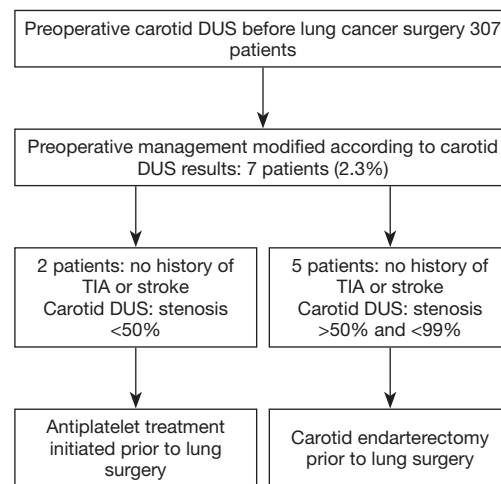 Preoperative carotid DUS before lung cancer surgery 307
patients
Preoperative management modified according to carotid
DUS results: 7 patients (2.3%)
2 patients: no history of
TIA or stroke
Carotid DUS: stenosis
<50%
5 patients: no history of
TIA or stroke
Carotid DUS: stenosis
>50% and <99%
Antiplatelet treatment
initiated prior to lung
surgery
Carotid endarterectomy
prior to lung surgery